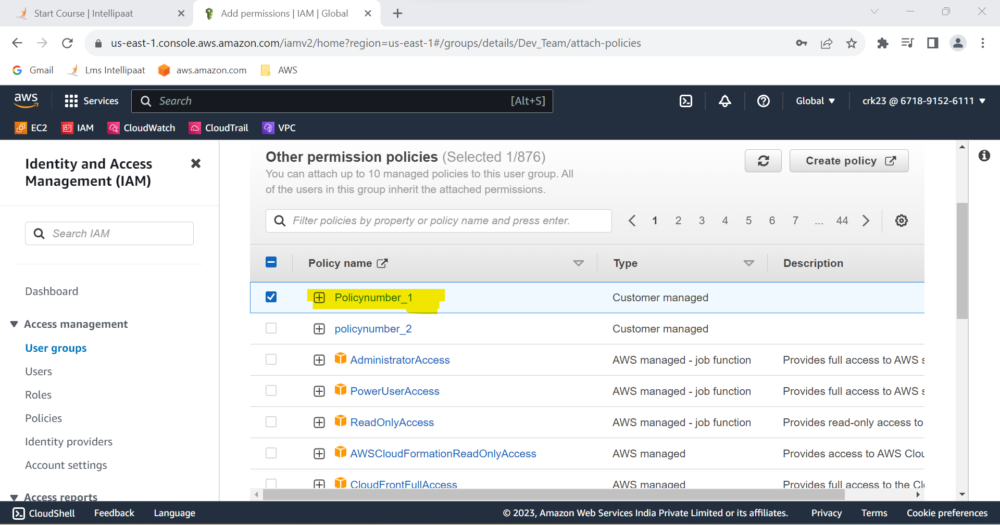 Start Course | Intellipaat
Add permissions | IAM | Global
us-east-1.console.aws.amazon.com/iamv2/home?region=us-east-1#/groups/details/Dev_Team/attach-policies
Gmail
Lms Intellipaat
aws.amazon.com
AWS
aws
Services
Search
[Alt+S]
Global
crk23 @ 6718-9152-6111
EC2
IAM
CloudWatch
CloudTrail
VPC
Identity and Access
Management (IAM)
Search IAM
Dashboard
Access management
User groups
Users
Roles
Policies
Identity providers
Account settings
Access reports
Other permission policies (Selected 1/876)
You can attach up to 10 managed policies to this user group. All
of the users in this group inherit the attached permissions.
Create policy
Filter policies by property or policy name and press enter.
1 2 3 4 5 6 7 ... 44
Policy name Type Description
Policynumber_1 Customer managed
policynumber_2 Customer managed
AdministratorAccess AWS managed - job function Provides full access to AWS s
PowerUserAccess AWS managed - job function Provides full access to AWS s
ReadOnlyAccess AWS managed - job function Provides read-only access to
AWSCloudFormationReadOnlyAccess AWS managed Provides access to AWS Clou
CloudFrontFullAccess AWS managed Provides full access to the Cl
CloudShell
Feedback
Language
© 2023, Amazon Web Services India Private Limited or its affiliates.
Privacy
Terms
Cookie preferences